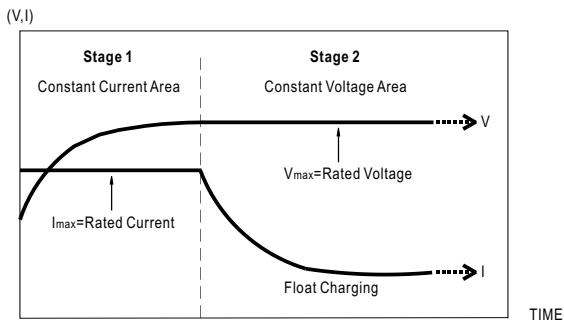 (V,I)
Stage 1
Stage 2
Constant Current Area
Constant Voltage Area
V
Vmax=Rated Voltage
Imax=Rated Current
I
Float Charging
TIME